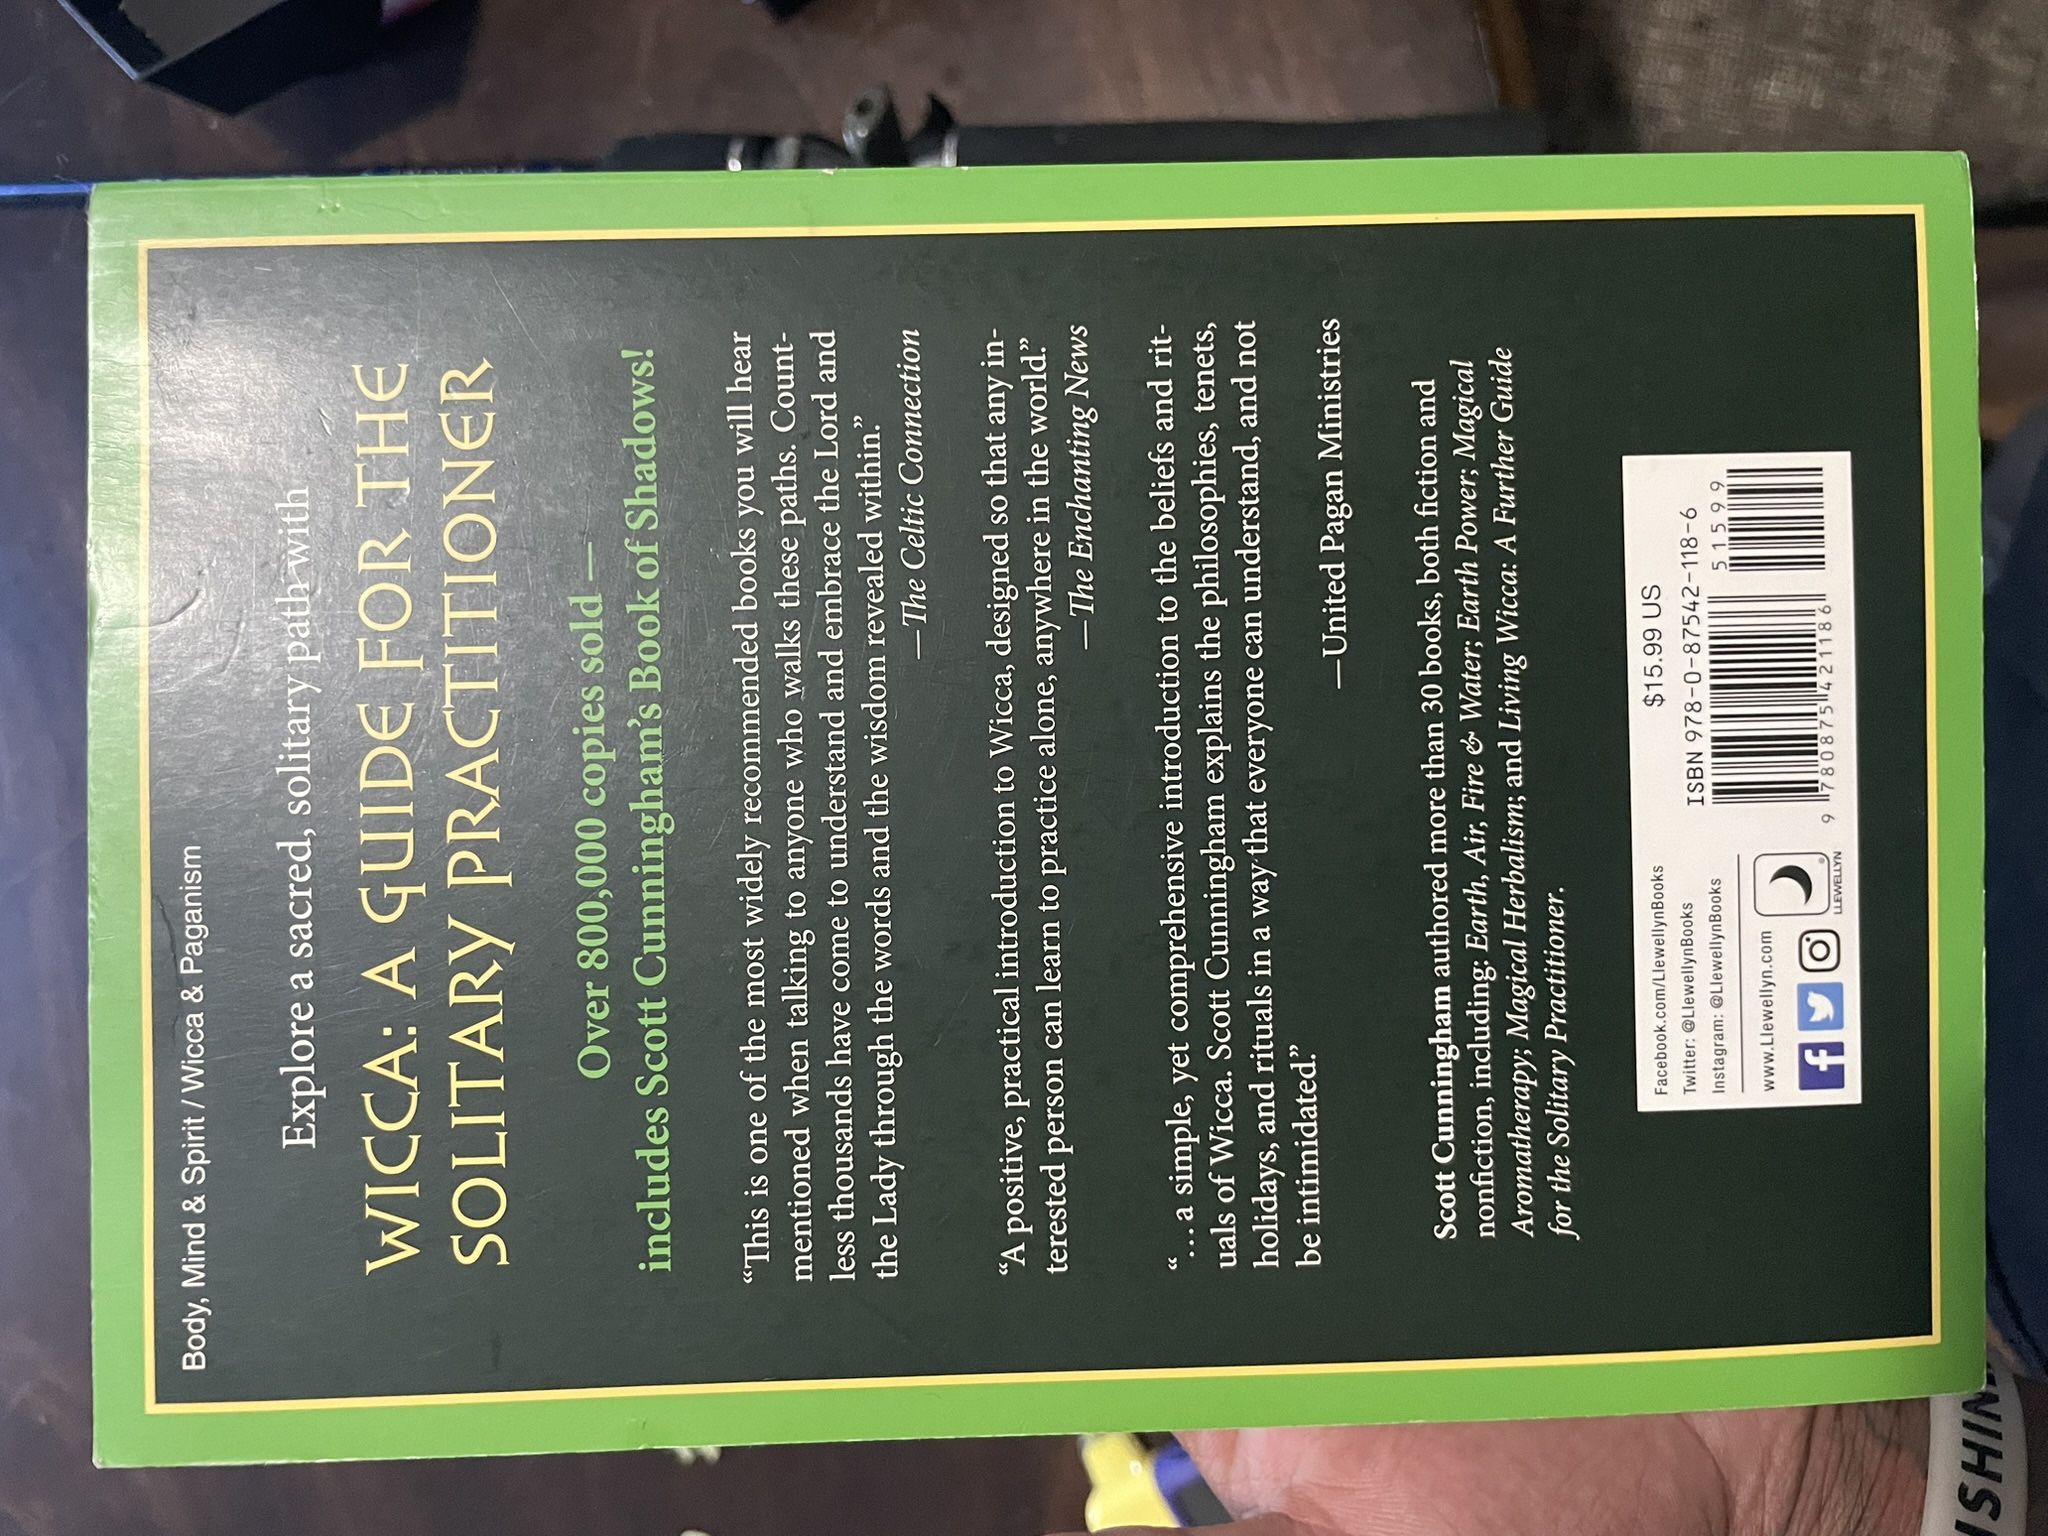 Body, Mind & Spirit / Wicca & Paganism
Explore a sacred, solitary path with
WICCA: A GUIDE FOR THE
SOLITARY PRACTITIONER
Over 800,000 copies sold —
includes Scott Cunningham's Book of Shadows!
“This is one of the most widely recommended books you will hear
mentioned when talking to anyone who walks these paths. Count-
less thousands have come to understand and embrace the Lord and
the Lady through the words and the wisdom revealed within.”
—The Celtic Connection
“A positive, practical introduction to Wicca, designed so that any in-
terested person can learn to practice alone, anywhere in the world.”
—The Enchanting News
“…a simple, yet comprehensive introduction to the beliefs and rit-
uals of Wicca. Scott Cunningham explains the philosophies, tenets,
holidays, and rituals in a way that everyone can understand, and not
be intimidated.”
—United Pagan Ministries
Scott Cunningham authored more than 30 books, both fiction and
nonfiction, including: Earth, Air, Fire & Water; Earth Power; Magical
Aromatherapy; Magical Herbalism; and Living Wicca: A Further Guide
for the Solitary Practitioner.
Facebook.com/LlewellynBooks
Twitter: @LlewellynBooks
Instagram: @LlewellynBooks
www.Llewellyn.com
LLEWELLYN
$15.99 US
ISBN 978-0-87542-118-6
9 780875 421186
51599